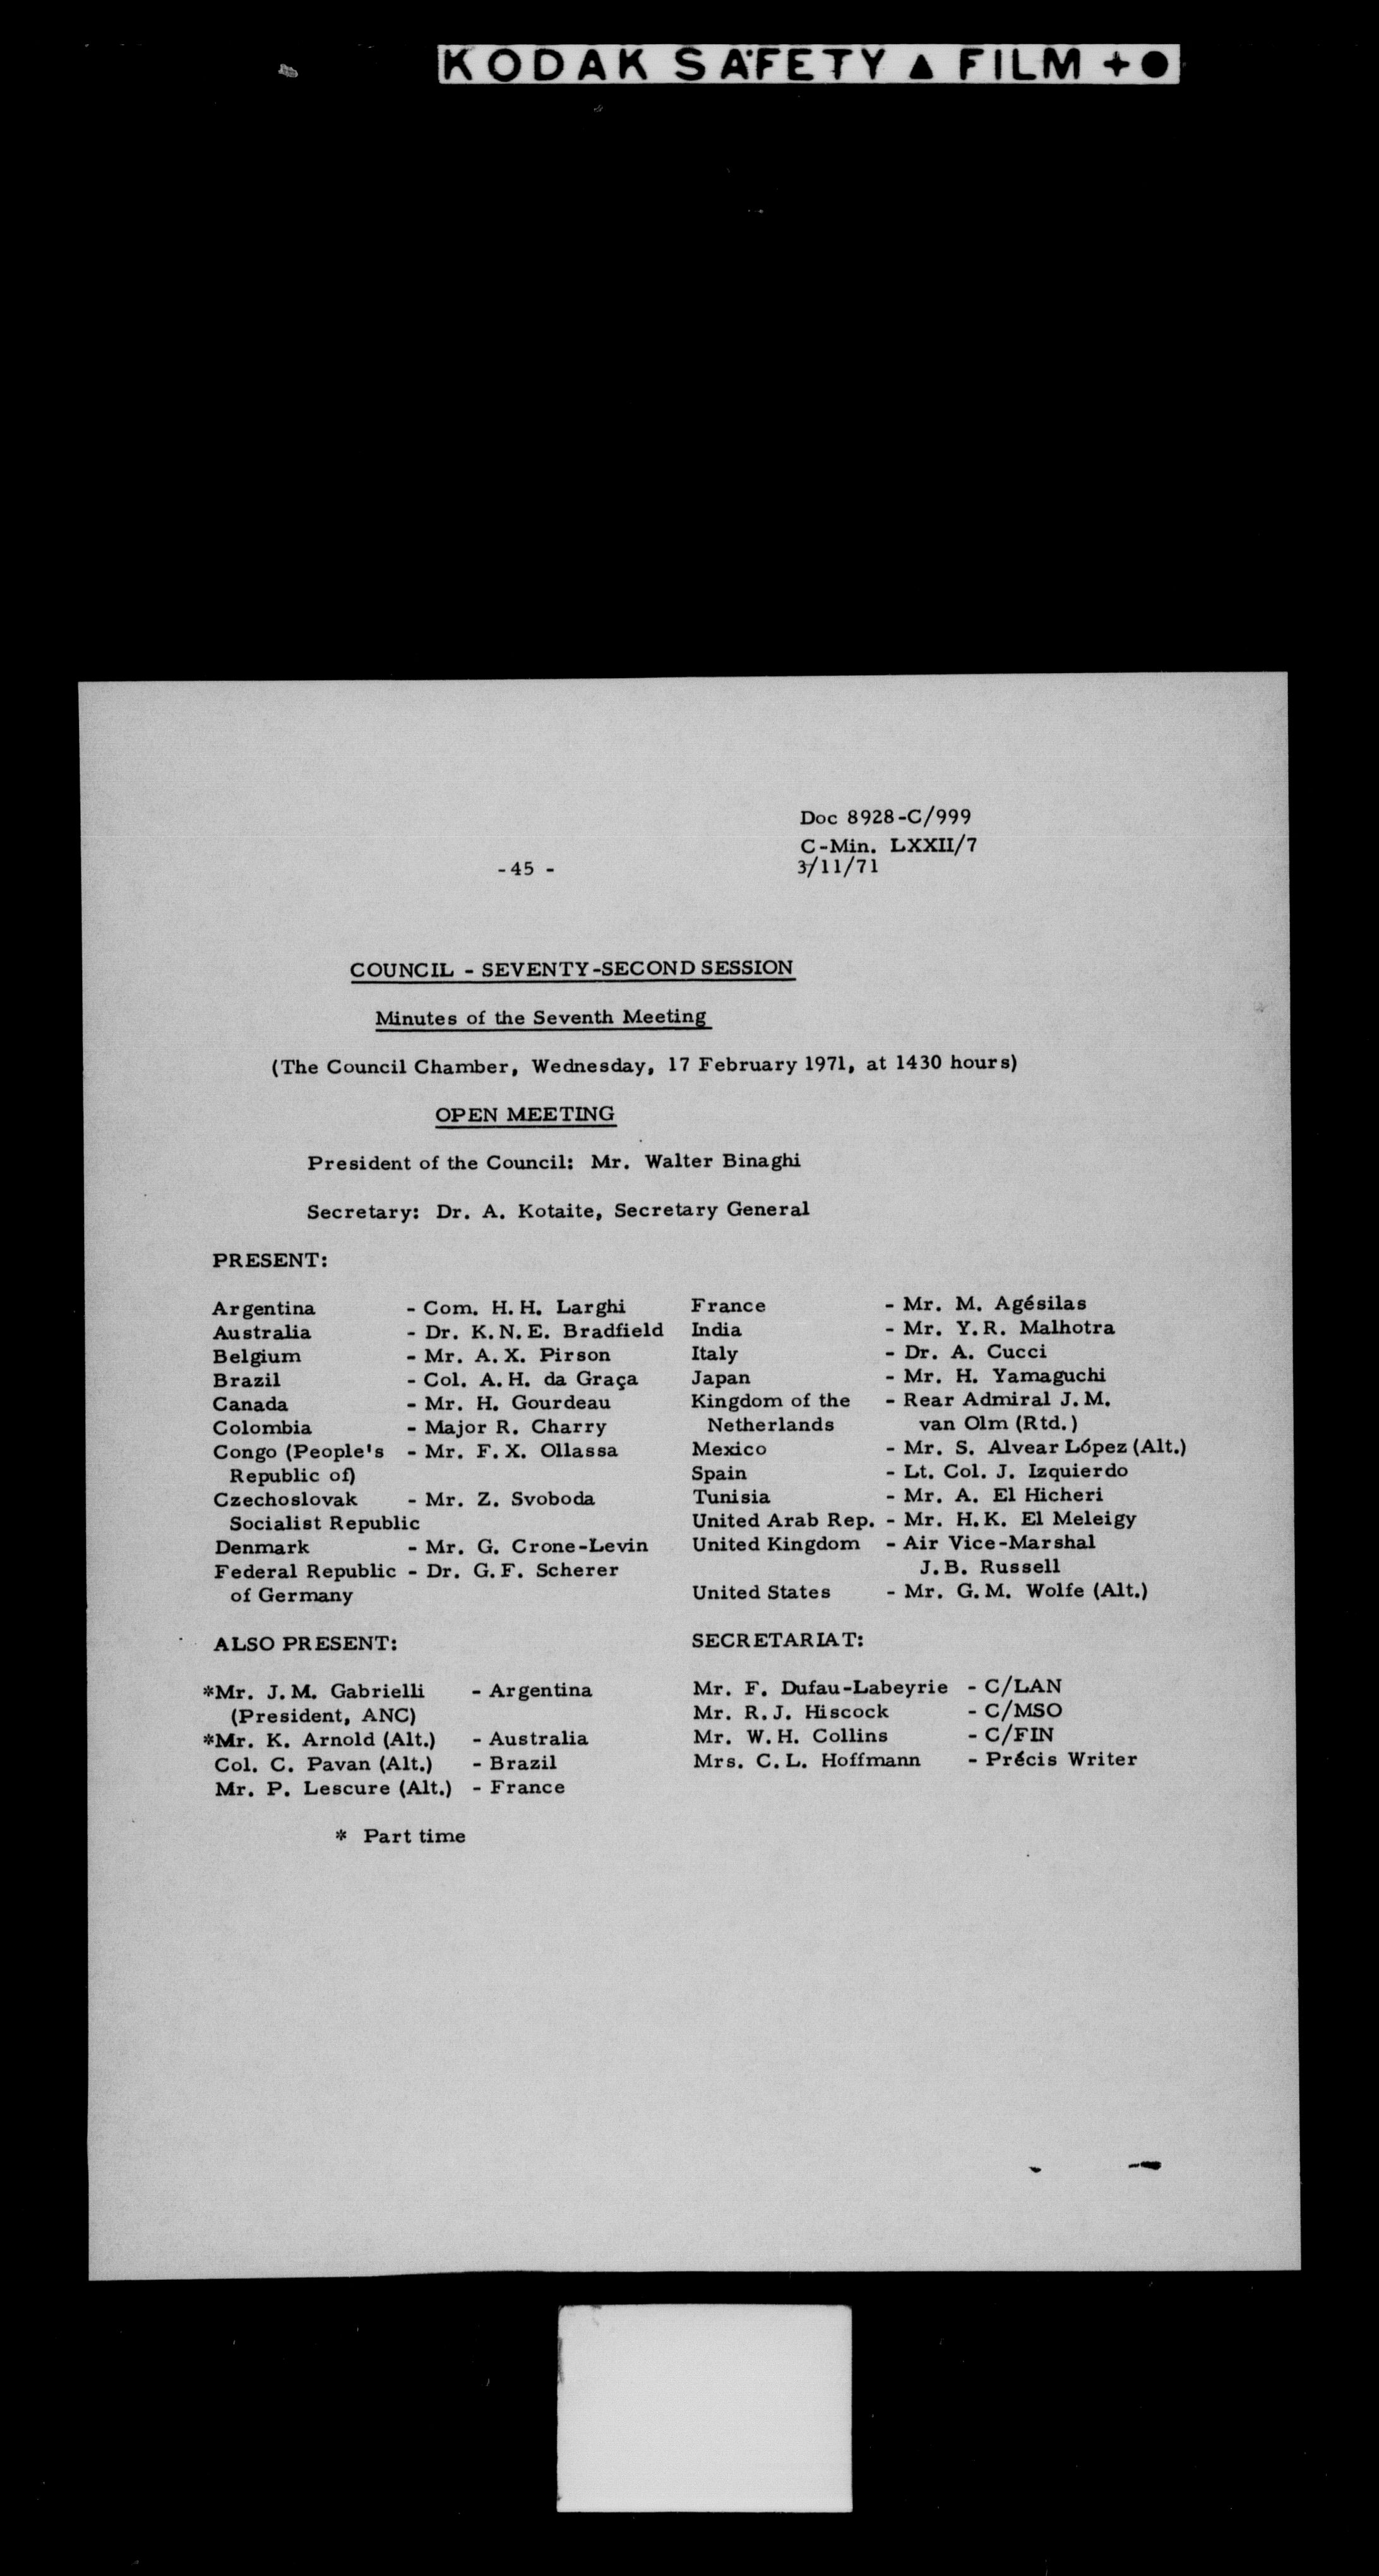 KODAK SAFETY ▲ FILM + ●
Doc 8928-C/999
C-Min. LXXII/7
- 45 -
3/11/71
COUNCIL - SEVENTY-SECOND SESSION
Minutes of the Seventh Meeting
(The Council Chamber, Wednesday, 17 February 1971, at 1430 hours)
OPEN MEETING
President of the Council: Mr. Walter Binaghi
Secretary: Dr. A. Kotaite, Secretary General
PRESENT:
Argentina - Com. H.H. Larghi
Australia - Dr. K.N.E. Bradfield
Belgium - Mr. A.X. Pirson
Brazil - Col. A.H. da Graça
Canada - Mr. H. Gourdeau
Colombia - Major R. Charry
Congo (People's - Mr. F.X. Ollassa
Republic of)
Czechoslovak - Mr. Z. Svoboda
Socialist Republic
Denmark - Mr. G. Crone-Levin
Federal Republic - Dr. G.F. Scherer
of Germany
France - Mr. M. Agésilas
India - Mr. Y.R. Malhotra
Italy - Dr. A. Cucci
Japan - Mr. H. Yamaguchi
Kingdom of the - Rear Admiral J.M.
Netherlands van Olm (Rtd.)
Mexico - Mr. S. Alvear López (Alt.)
Spain - Lt. Col. J. Izquierdo
Tunisia - Mr. A. El Hicheri
United Arab Rep. - Mr. H.K. El Meleigy
United Kingdom - Air Vice-Marshal
J.B. Russell
United States - Mr. G.M. Wolfe (Alt.)
ALSO PRESENT:
*Mr. J.M. Gabrielli - Argentina
(President, ANC)
*Mr. K. Arnold (Alt.) - Australia
Col. C. Pavan (Alt.) - Brazil
Mr. P. Lescure (Alt.) - France
* Part time
SECRETARIAT:
Mr. F. Dufau-Labeyrie - C/LAN
Mr. R.J. Hiscock - C/MSO
Mr. W.H. Collins - C/FIN
Mrs. C.L. Hoffmann - Précis Writer